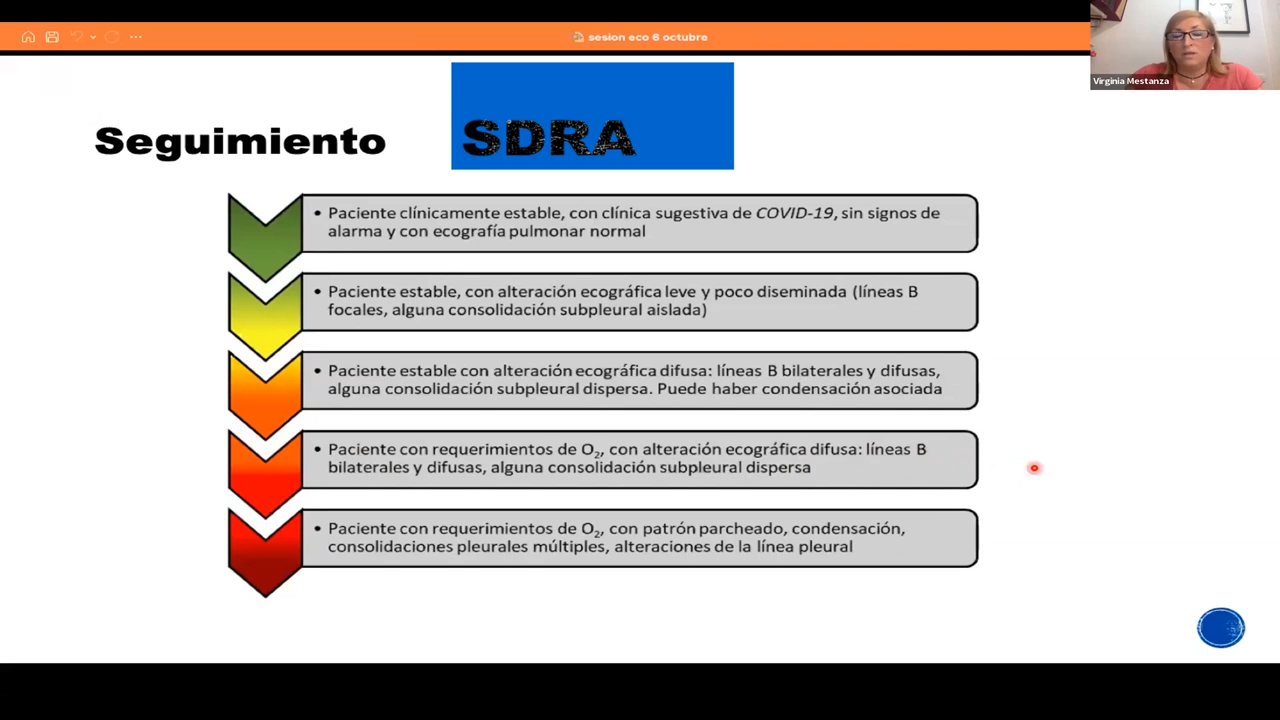 sesion eco 6 octubre
Virginia Mestanza
Seguimiento
SDRA
• Paciente clínicamente estable, con clínica sugestiva de COVID-19, sin signos de
alarma y con ecografía pulmonar normal
• Paciente estable, con alteración ecográfica leve y poco diseminada (líneas B
focales, alguna consolidación subpleural aislada)
• Paciente estable con alteración ecográfica difusa: líneas B bilaterales y difusas,
alguna consolidación subpleural dispersa. Puede haber condensación asociada
• Paciente con requerimientos de O₂, con alteración ecográfica difusa: líneas B
bilaterales y difusas, alguna consolidación subpleural dispersa
• Paciente con requerimientos de O₂, con patrón parcheado, condensación,
consolidaciones pleurales múltiples, alteraciones de la línea pleural